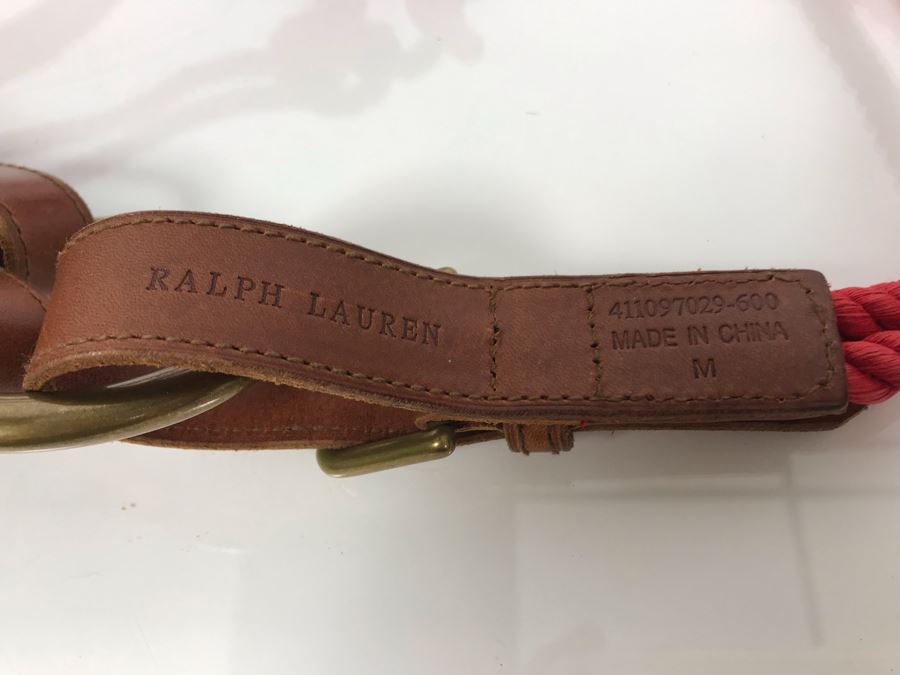 RALPH LAUREN
411097029-600
MADE IN CHINA
M